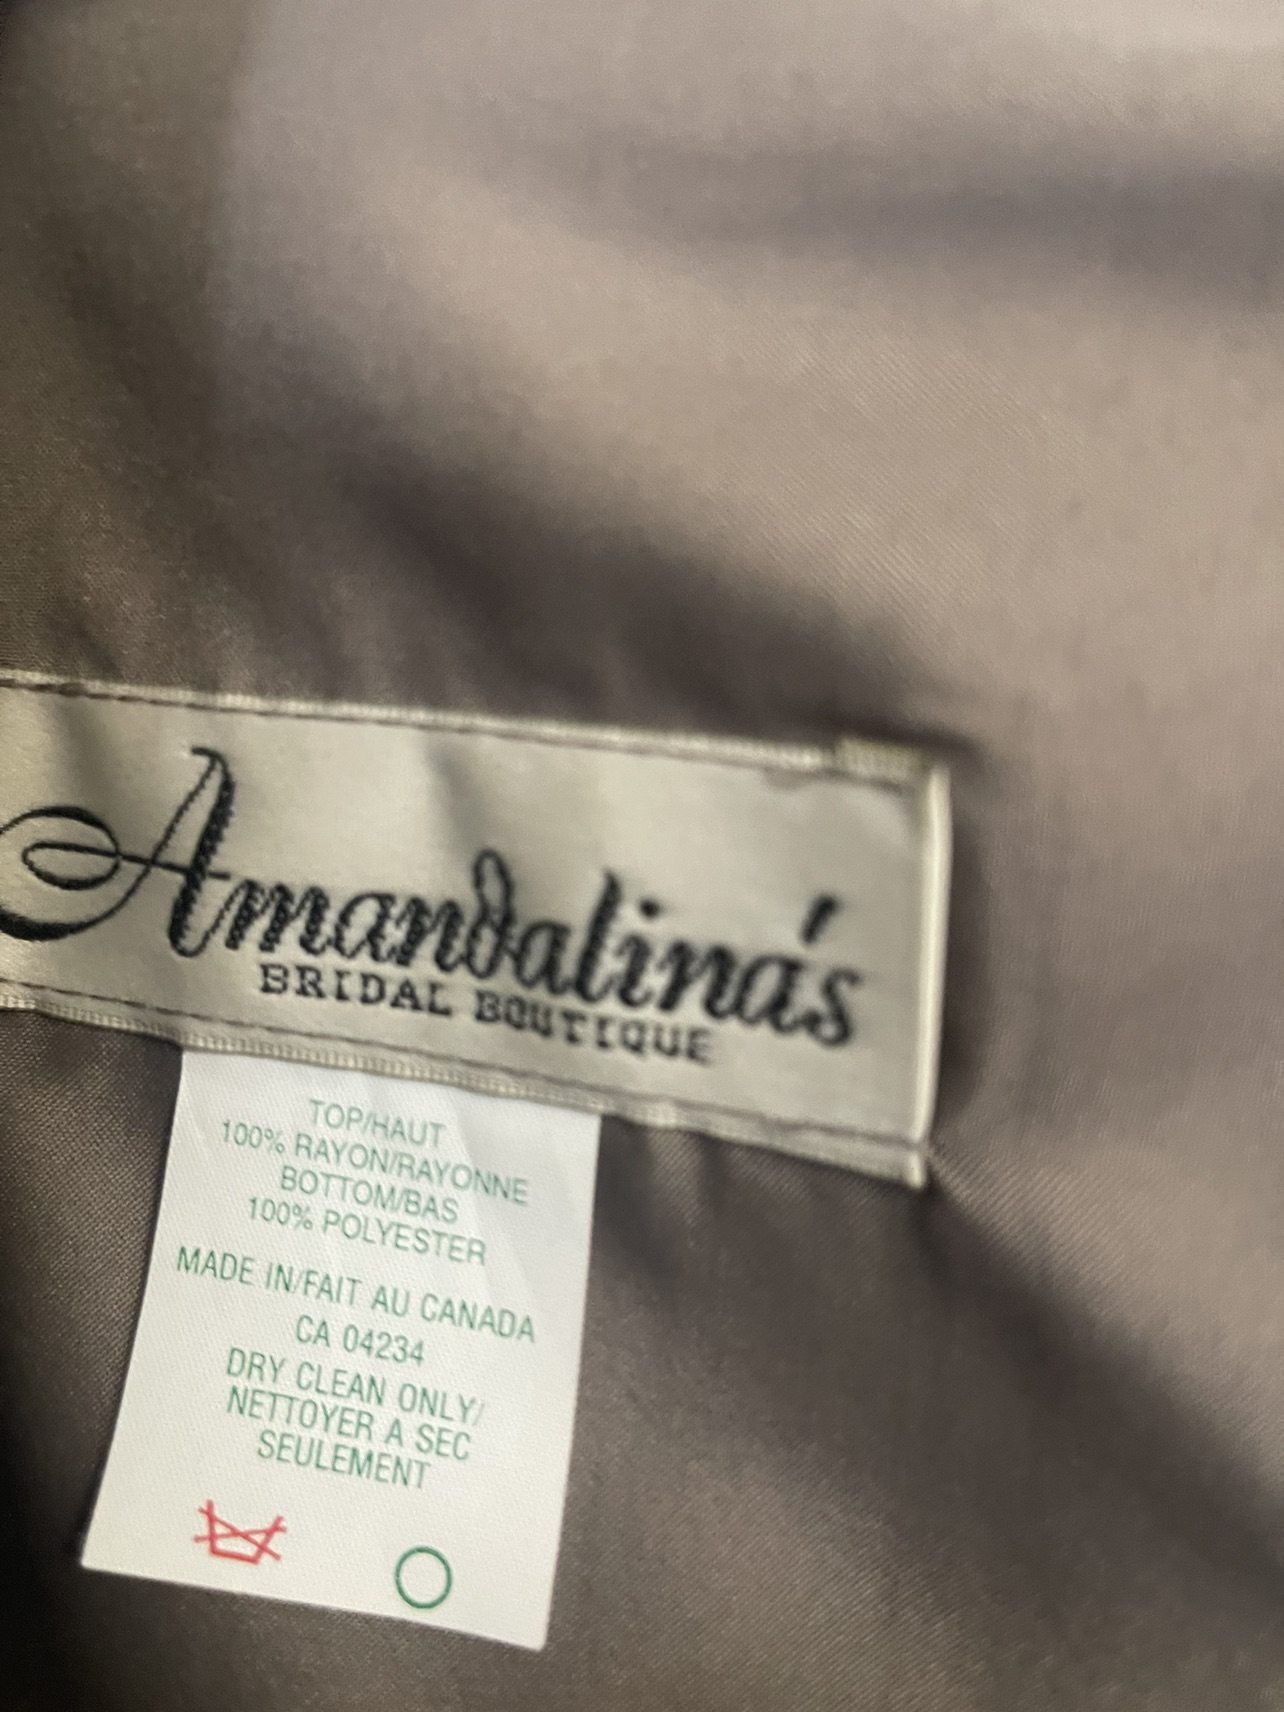 Amandalina's
BRIDAL BOUTIQUE
TOP/HAUT
100% RAYON/RAYONNE
BOTTOM/BAS
100% POLYESTER
MADE IN/FAIT AU CANADA
CA 04234
DRY CLEAN ONLY/
NETTOYER A SEC
SEULEMENT